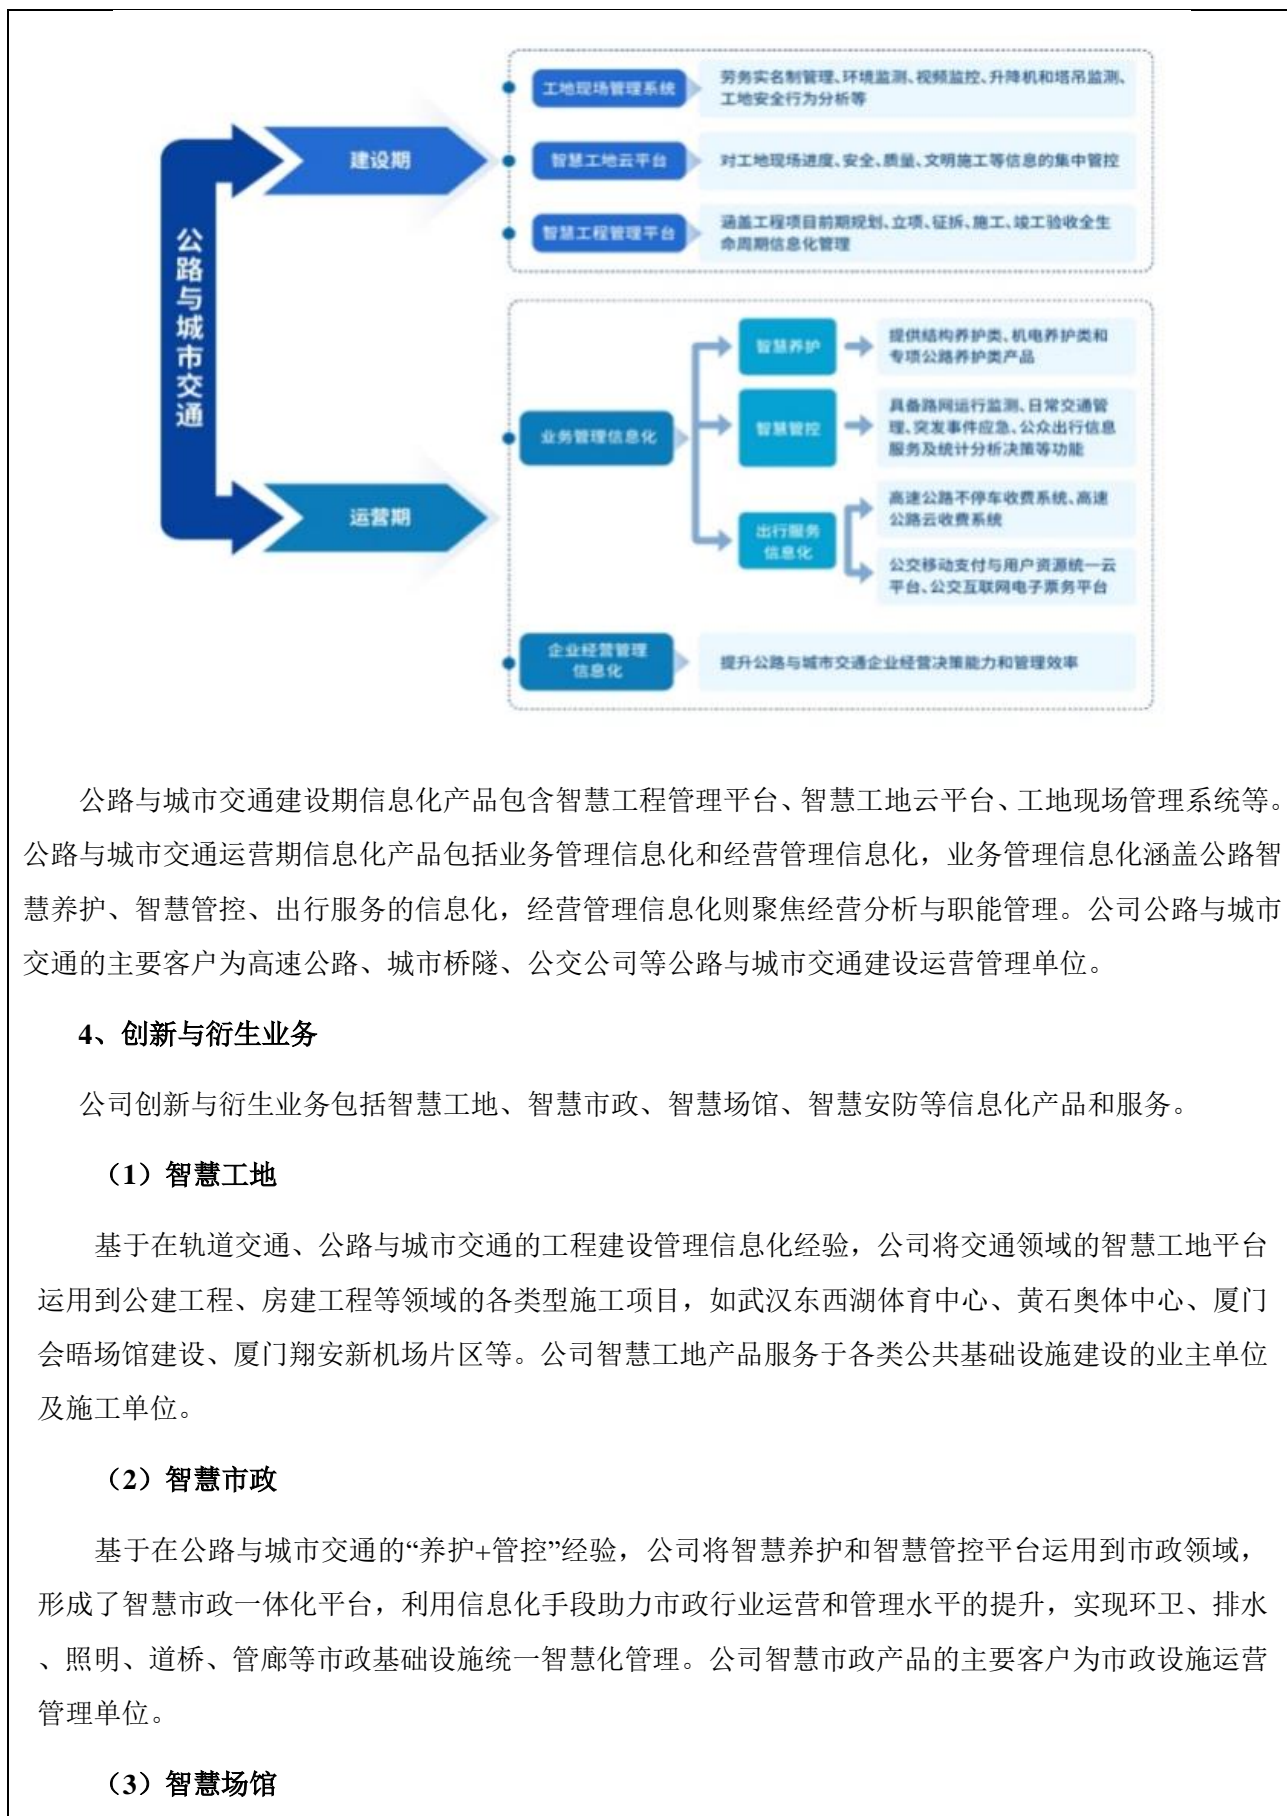 公路与城市交通
建设期
工地现场管理系统
劳务实名制管理、环境监测、视频监控、升降机和塔吊监测、
工地安全行为分析等
智慧工地云平台
对工地现场进度、安全、质量、文明施工等信息的集中管控
智慧工程管理平台
涵盖工程项目前期规划、立项、征拆、施工、竣工验收全生
命周期信息化管理
运营期
业务管理信息化
智慧养护
提供结构养护类、机电养护类和
专项公路养护类产品
智慧管控
具备路网运行监测、日常交通管
理、突发事件应急、公众出行信息
服务及统计分析决策等功能
出行服务
信息化
高速公路不停车收费系统、高速
公路云收费系统
公交移动支付与用户资源统一云
平台、公交互联网电子票务平台
企业经营管理
信息化
提升公路与城市交通企业经营决策能力和管理效率
公路与城市交通建设期信息化产品包含智慧工程管理平台、智慧工地云平台、工地现场管理系统等。
公路与城市交通运营期信息化产品包括业务管理信息化和经营管理信息化，业务管理信息化涵盖公路智
慧养护、智慧管控、出行服务的信息化，经营管理信息化则聚焦经营分析与职能管理。公司公路与城市
交通的主要客户为高速公路、城市桥隧、公交公司等公路与城市交通建设运营管理单位。
4、创新与衍生业务
公司创新与衍生业务包括智慧工地、智慧市政、智慧场馆、智慧安防等信息化产品和服务。
（1）智慧工地
基于在轨道交通、公路与城市交通的工程建设管理信息化经验，公司将交通领域的智慧工地平台
运用到公建工程、房建工程等领域的各类型施工项目，如武汉东西湖体育中心、黄石奥体中心、厦门
会晤场馆建设、厦门翔安新机场片区等。公司智慧工地产品服务于各类公共基础设施建设的业主单位
及施工单位。
（2）智慧市政
基于在公路与城市交通的“养护+管控”经验，公司将智慧养护和智慧管控平台运用到市政领域，
形成了智慧市政一体化平台，利用信息化手段助力市政行业运营和管理水平的提升，实现环卫、排水
、照明、道桥、管廊等市政基础设施统一智慧化管理。公司智慧市政产品的主要客户为市政设施运营
管理单位。
（3）智慧场馆